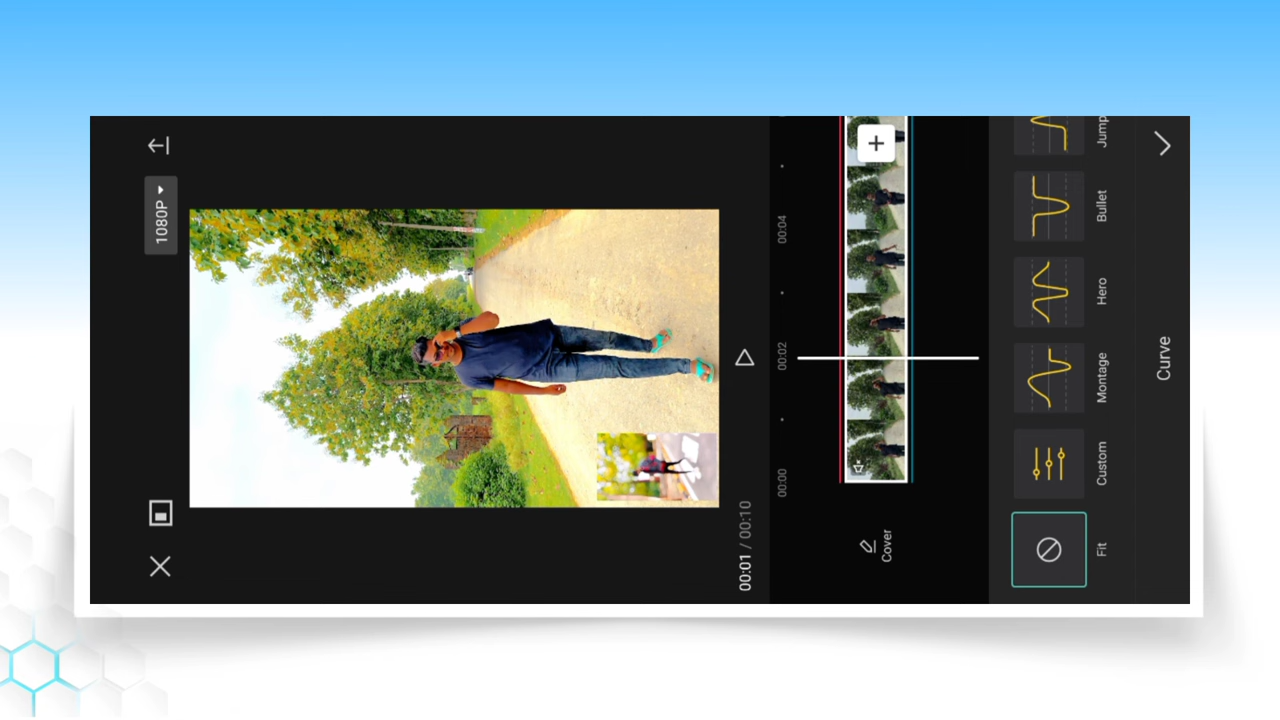 1080P
00:01 / 00:10
00:00
00:02
00:04
Cover
Fit
Custom
Montage
Hero
Bullet
Jump
Curve